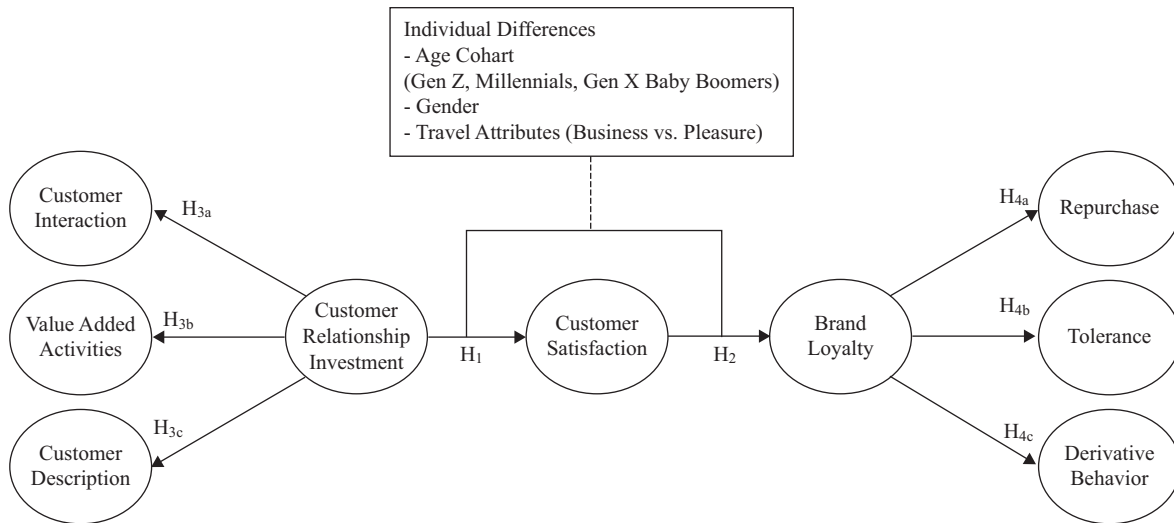 Individual Differences
- Age Cohart
(Gen Z, Millennials, Gen X Baby Boomers)
- Gender
- Travel Attributes (Business vs. Pleasure)
Customer
Interaction
H3a
Value Added
Activities
H3b
Customer
Description
H3c
Customer
Relationship
Investment
H1
Customer
Satisfaction
H2
Brand
Loyalty
H4a
Repurchase
H4b
Tolerance
H4c
Derivative
Behavior